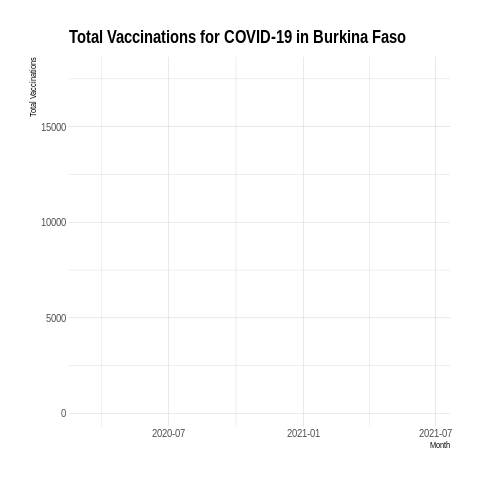 Total Vaccinations for COVID-19 in Burkina Faso
Total Vaccinations
15000
10000
5000
0
2020-07
2021-01
2021-07
Month